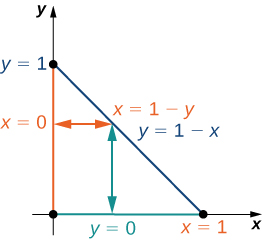 y
y = 1
x = 1 − y
x = 0
y = 1 − x
x
y = 0
x = 1